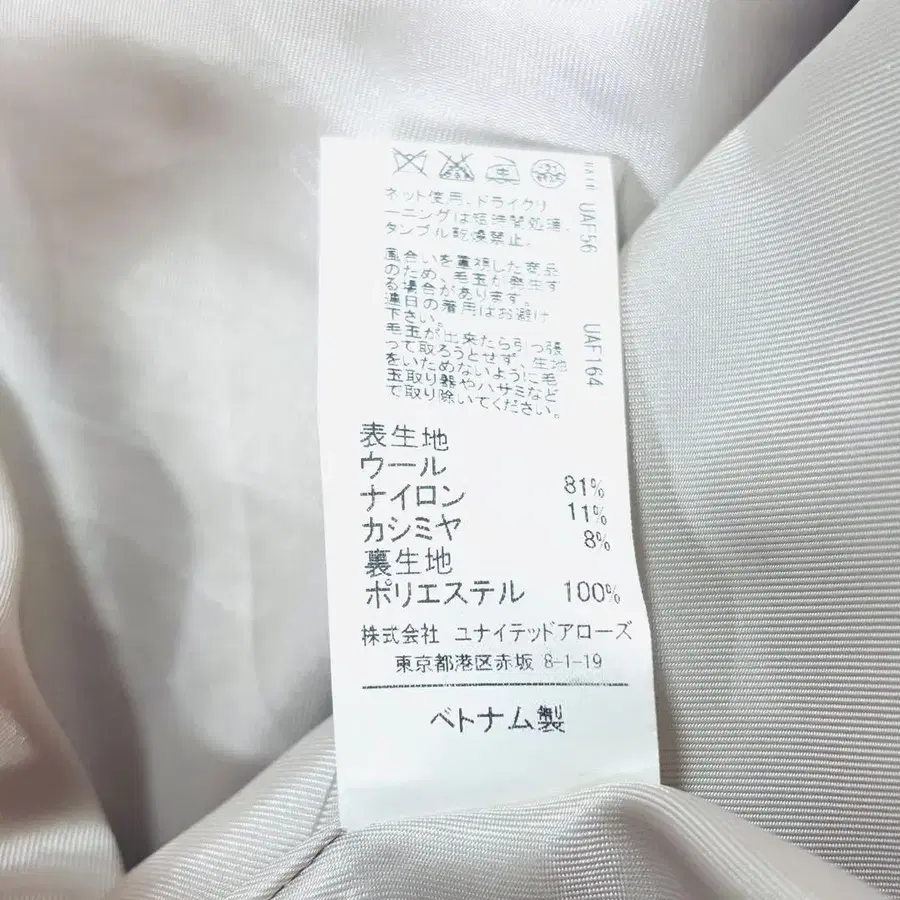 ネット使用、ドライクリ
ーニングは短時間処理、
タンブル乾燥禁止。
風合いを重視した商品
のため、毛玉が発生す
る場合があります。
連日の着用はお避け
下さい。
毛玉が出来たら引っ張
って取ろうとせず、生地
をいためないように毛
玉取り器やハサミなど
で取り除いてください。
表生地
ウール 81%
ナイロン 11%
カシミヤ 8%
裏生地
ポリエステル 100%
株式会社 ユナイテッドアローズ
東京都港区赤坂 8-1-19
ベトナム製
UAF56
UAF164